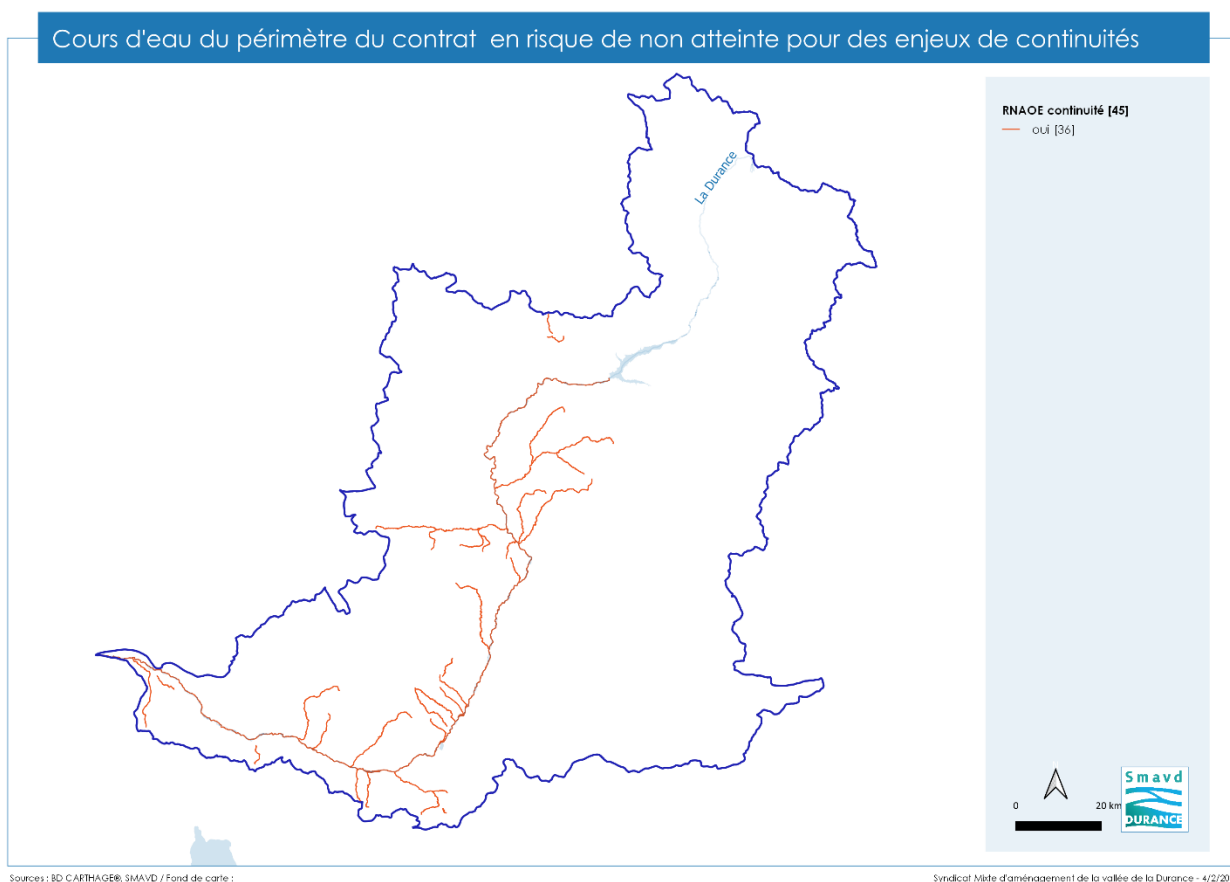 Cours d'eau du périmètre du contrat en risque de non atteinte pour des enjeux de continuités
RNAOE continuité [45]
oui [36]
La Durance
0 20 km
Smavd
DURANCE
Sources : BD CARTHAGE®, SMAVD / Fond de carte :
Syndicat Mixte d'aménagement de la vallée de la Durance - 4/2/20